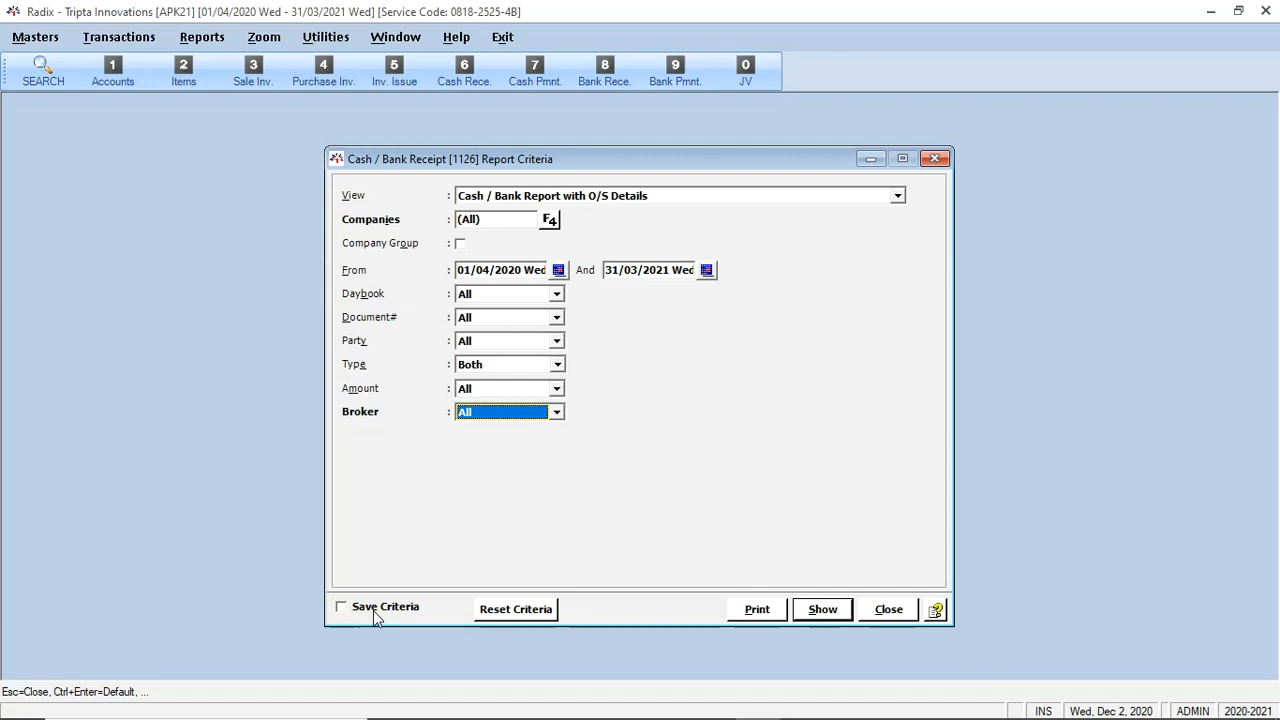 Radix - Tripta Innovations [APK21] [01/04/2020 Wed - 31/03/2021 Wed] [Service Code: 0818-2525-4B]
Masters Transactions Reports Zoom Utilities Window Help Exit
1 2 3 4 5 6 7 8 9 0
SEARCH Accounts Items Sale Inv. Purchase Inv. Inv. Issue Cash Rece. Cash Pmnt. Bank Rece. Bank Pmnt. JV
Cash / Bank Receipt [1126] Report Criteria
View : Cash / Bank Report with O/S Details
Companies : (All) F4
Company Group :
From : 01/04/2020 Wed And 31/03/2021 Wed
Daybook : All
Document# : All
Party : All
Type : Both
Amount : All
Broker : All
Save Criteria Reset Criteria Print Show Close
Esc=Close, Ctrl+Enter=Default, ...
INS Wed, Dec 2, 2020 ADMIN 2020-2021